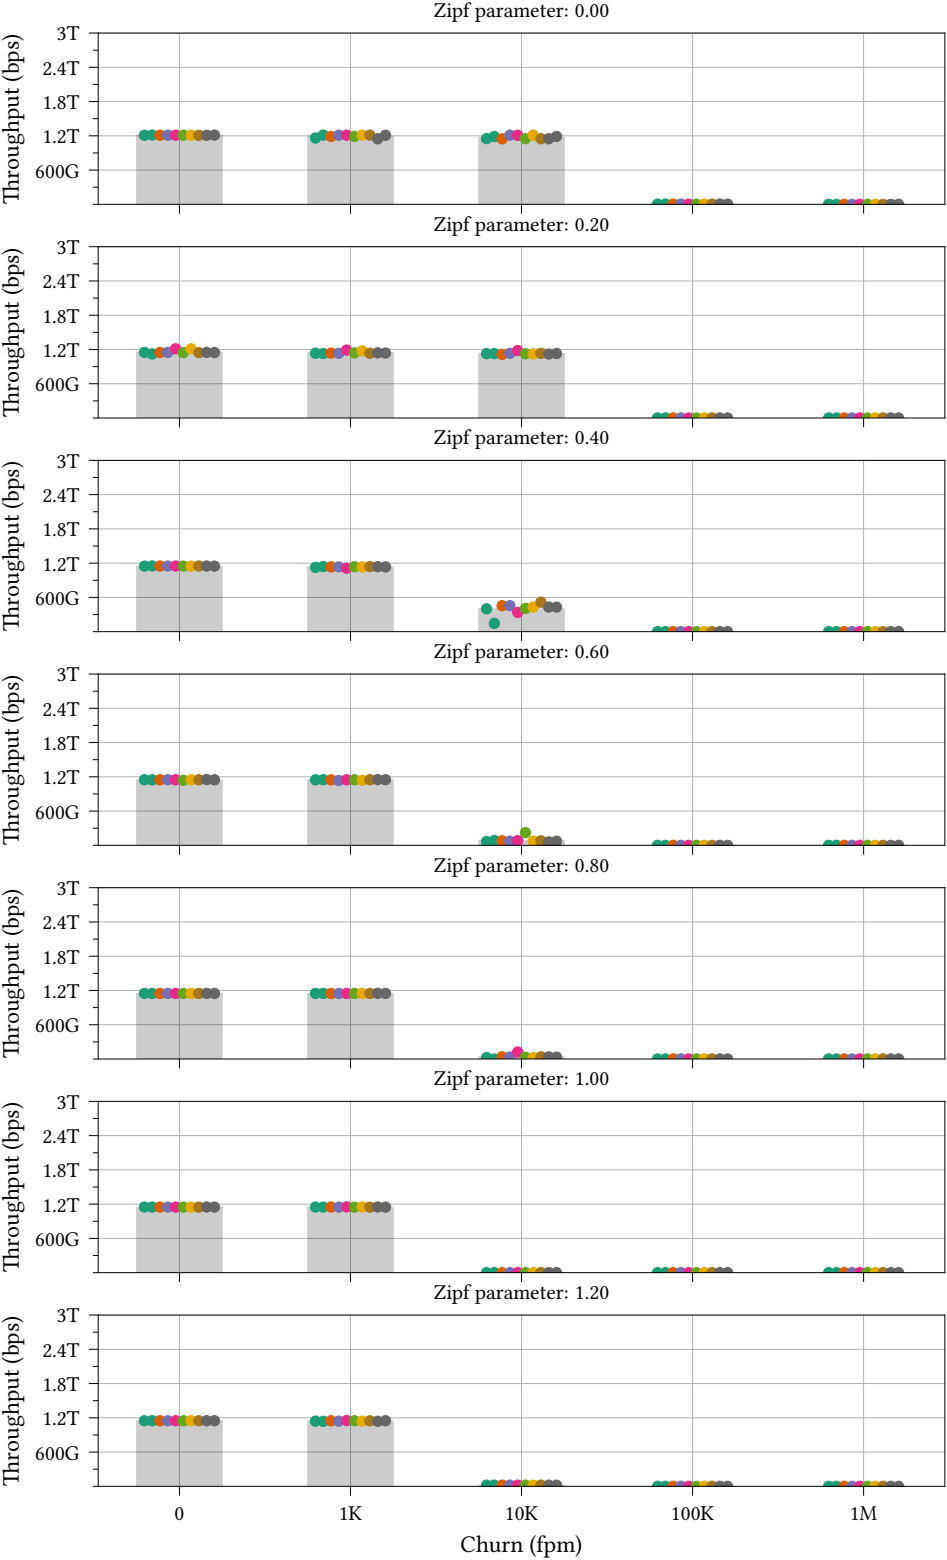 Zipf parameter: 0.00
3T
2.4T
1.8T
1.2T
600G
Throughput (bps)
Zipf parameter: 0.20
3T
2.4T
1.8T
1.2T
600G
Throughput (bps)
Zipf parameter: 0.40
3T
2.4T
1.8T
1.2T
600G
Throughput (bps)
Zipf parameter: 0.60
3T
2.4T
1.8T
1.2T
600G
Throughput (bps)
Zipf parameter: 0.80
3T
2.4T
1.8T
1.2T
600G
Throughput (bps)
Zipf parameter: 1.00
3T
2.4T
1.8T
1.2T
600G
Throughput (bps)
Zipf parameter: 1.20
3T
2.4T
1.8T
1.2T
600G
Throughput (bps)
0 1K 10K 100K 1M
Churn (fpm)